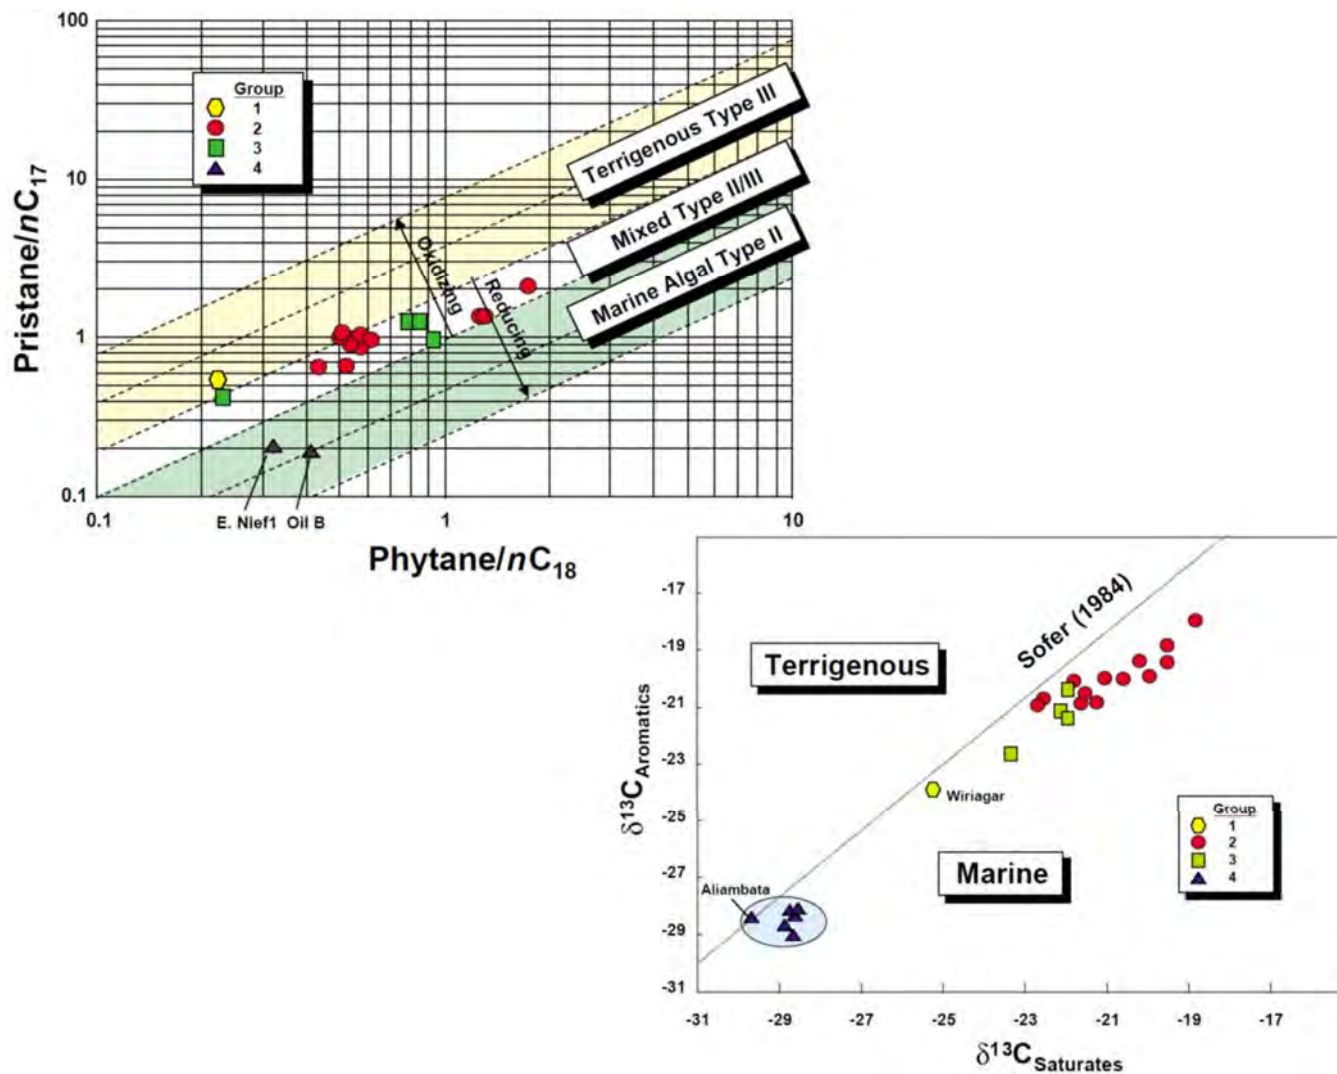 100
10
1
0.1
0.1
1
10
Pristane/nC17
Phytane/nC18
Group
1
2
3
4
Terrigenous Type III
Mixed Type II/III
Marine Algal Type II
Oxidizing
Reducing
E. Nief1 Oil B
-17
-19
-21
-23
-25
-27
-29
-31
-31
-29
-27
-25
-23
-21
-19
-17
δ13CAromatics
δ13CSaturates
Sofer (1984)
Terrigenous
Marine
Wiriagar
Aliambata
Group
1
2
3
4